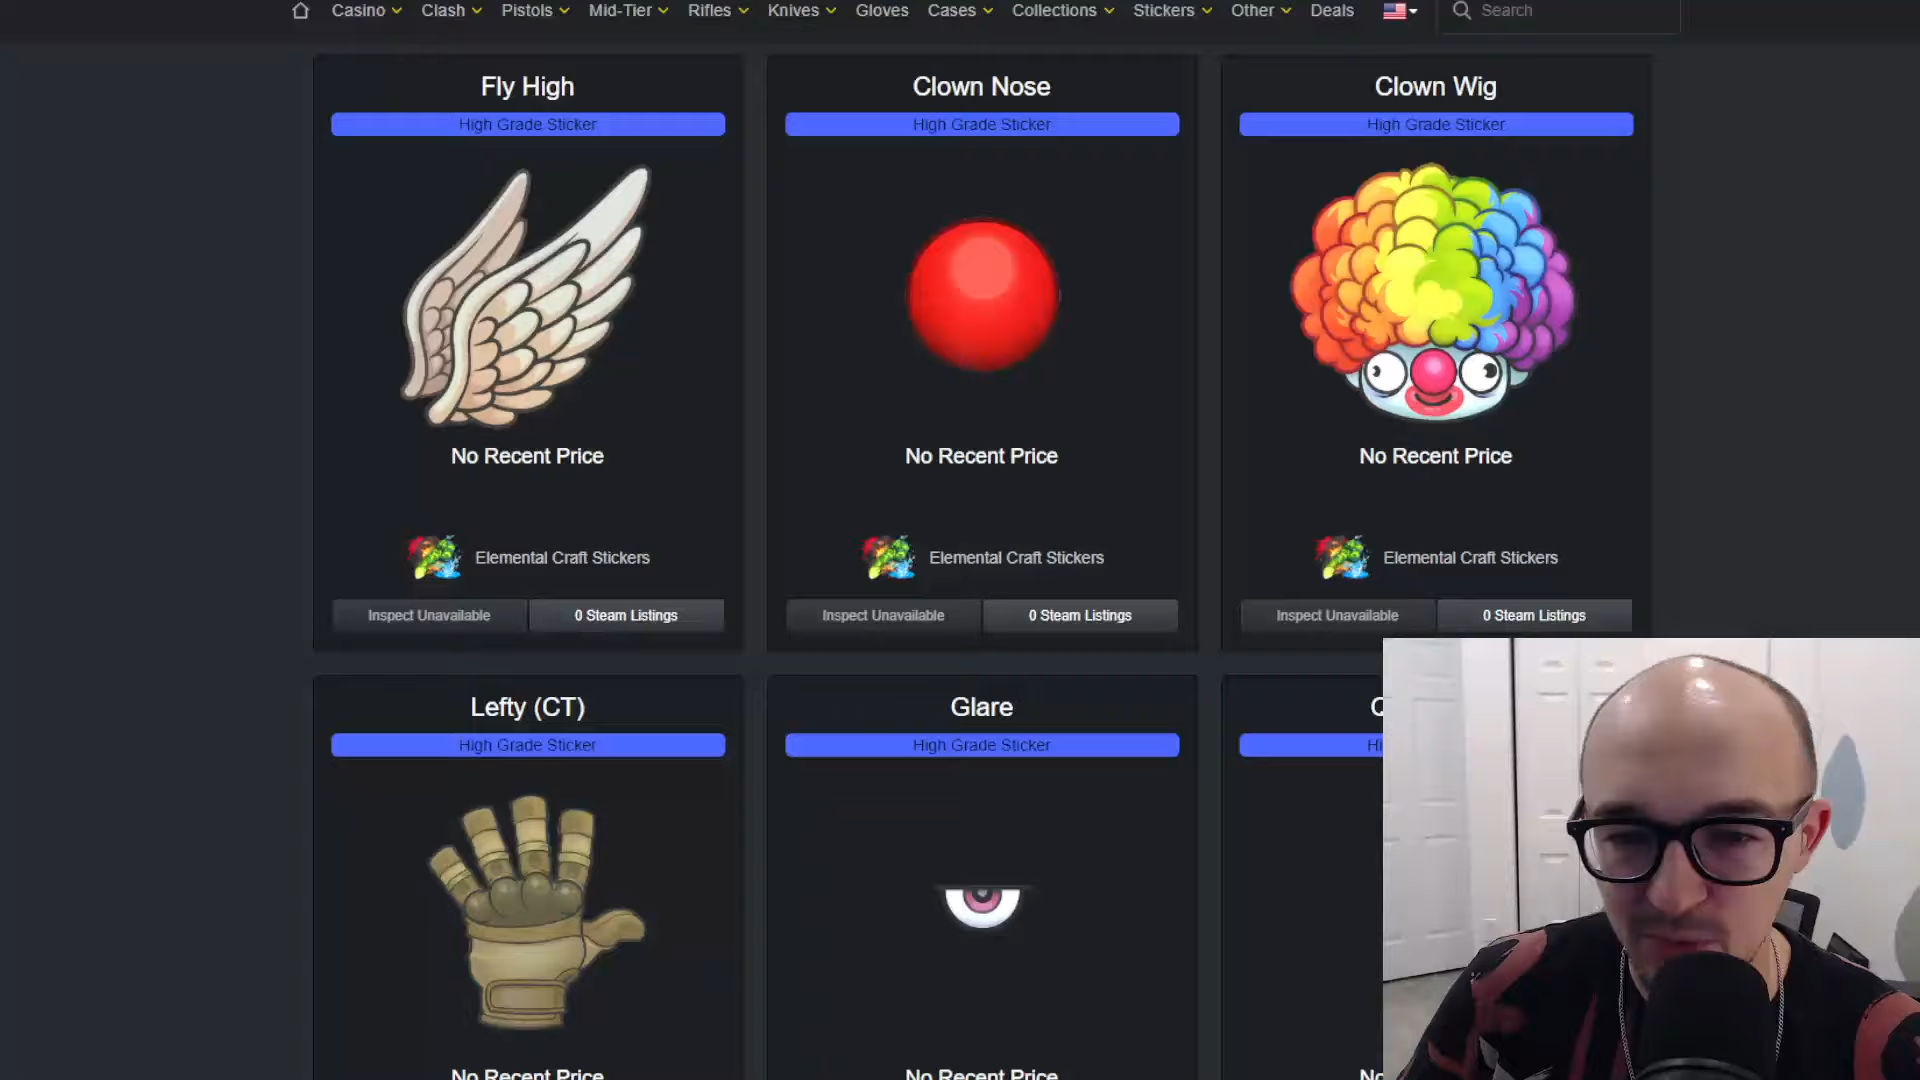 Casino Clash Pistols Mid-Tier Rifles Knives Gloves Cases Collections Stickers Other Deals Search
Fly High
High Grade Sticker
No Recent Price
Elemental Craft Stickers
Inspect Unavailable 0 Steam Listings
Clown Nose
High Grade Sticker
No Recent Price
Elemental Craft Stickers
Inspect Unavailable 0 Steam Listings
Clown Wig
High Grade Sticker
No Recent Price
Elemental Craft Stickers
Inspect Unavailable 0 Steam Listings
Lefty (CT)
High Grade Sticker
No Recent Price
Glare
High Grade Sticker
No Recent Price